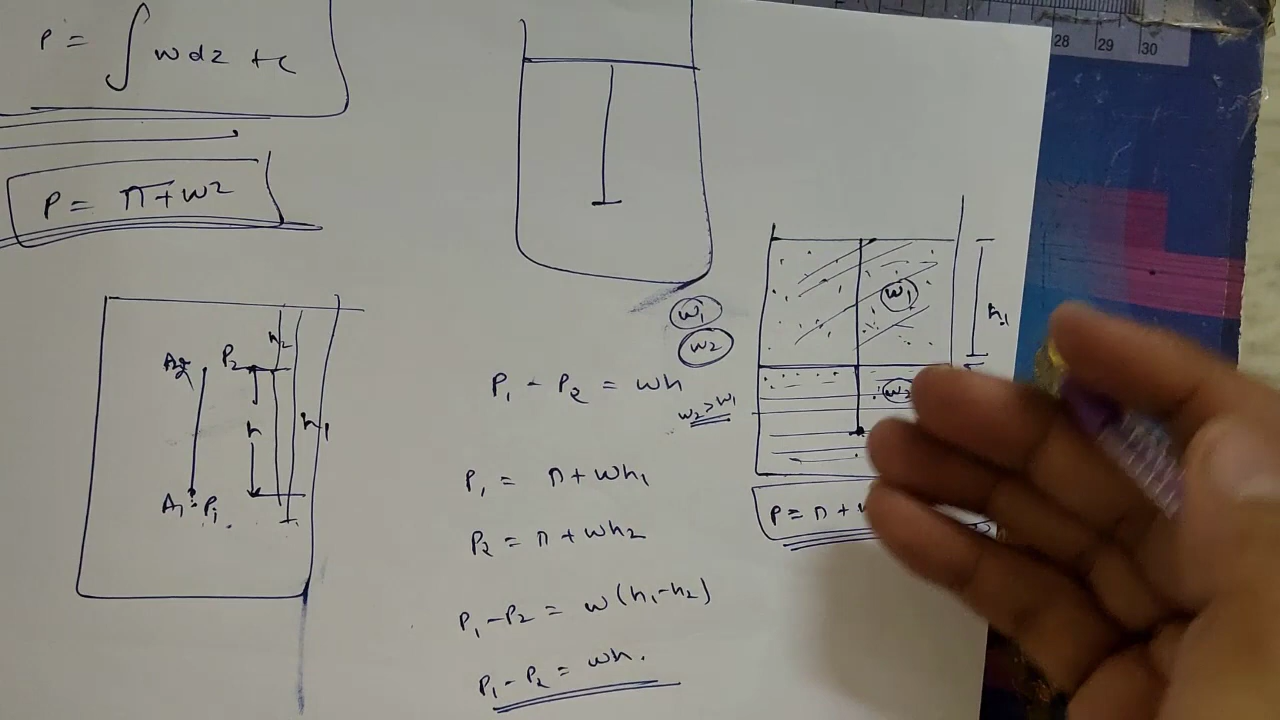 P = ∫ w dz + c
P = π + wz
A2
P2
h2
h
h1
A1
P1
P1 - P2 = wh
P1 = π + wh1
P2 = π + wh2
P1 - P2 = w(h1-h2)
P1 - P2 = wh.
w1
w2
w2 > w1
w1
h1
w2
P = π + w
28 29 30